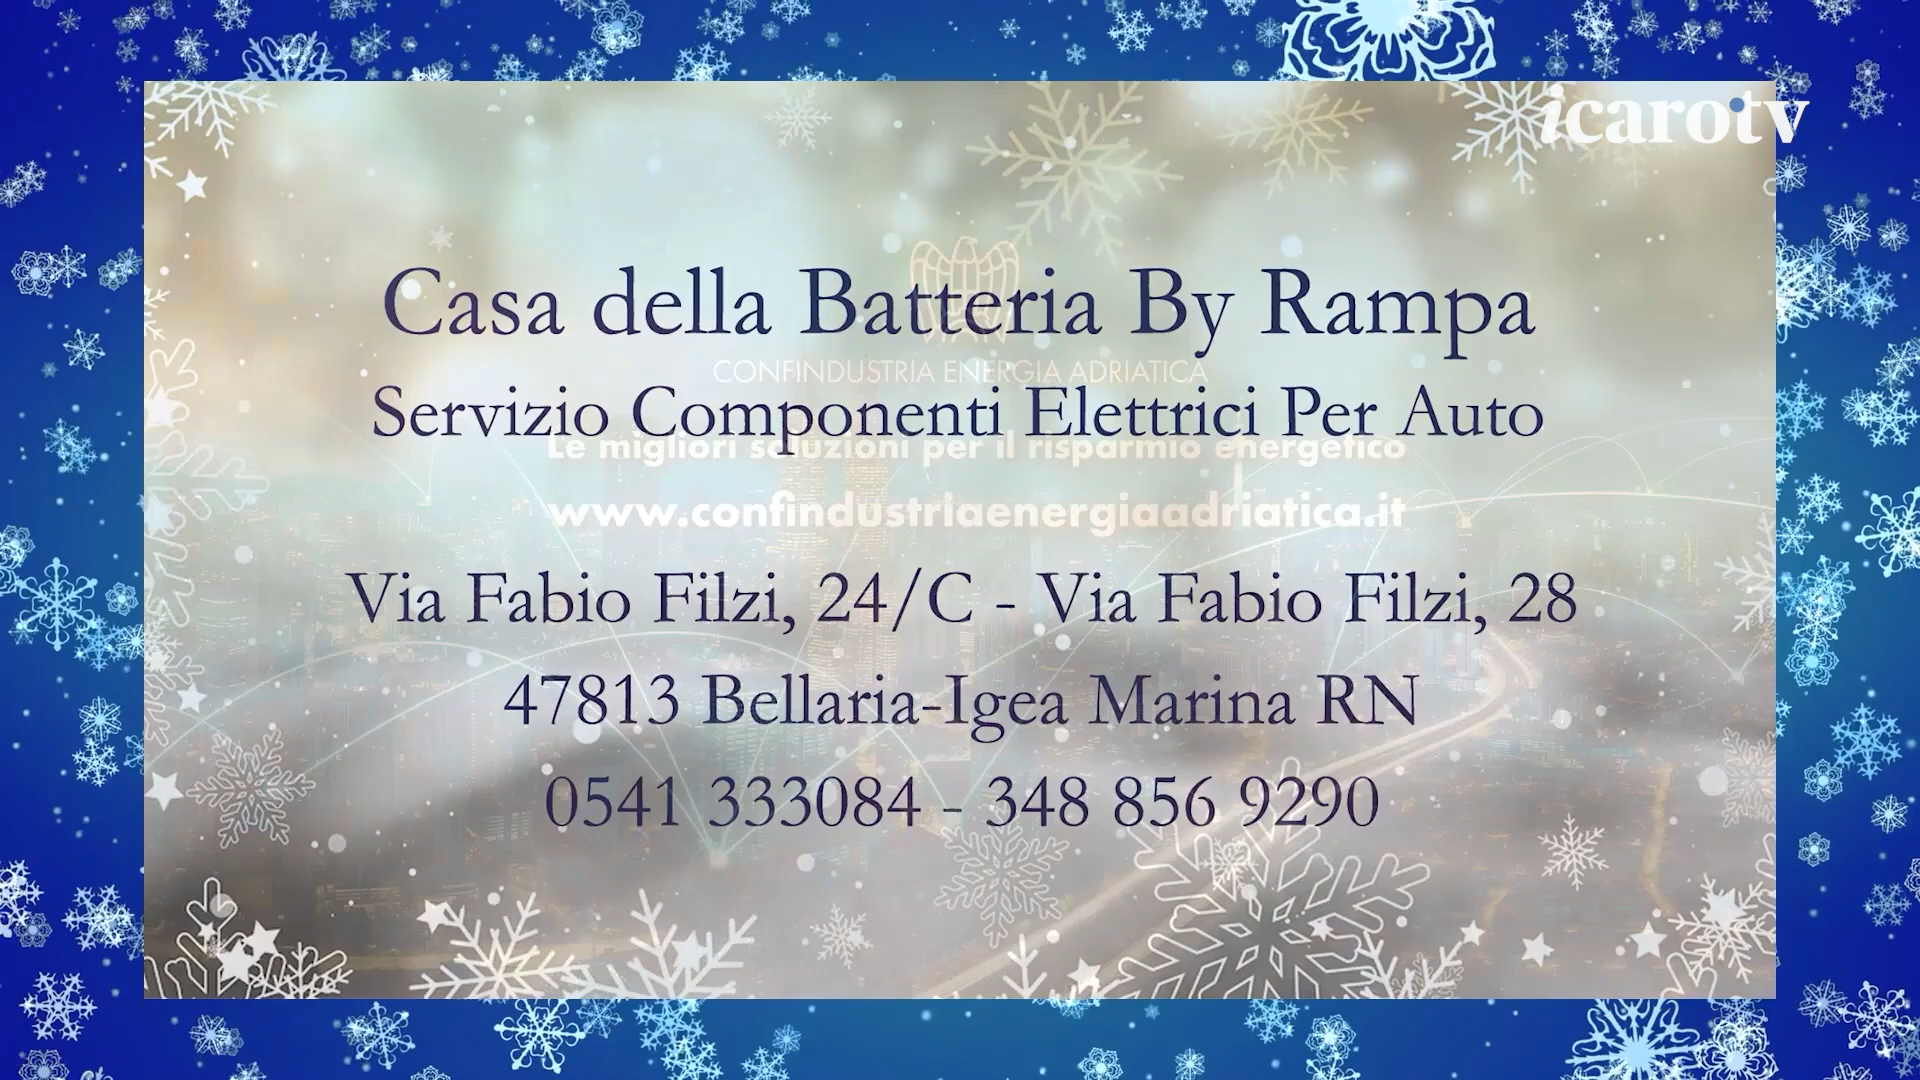 icarotv
Casa della Batteria By Rampa
CONFINDUSTRIA ENERGIA ADRIATICA
Servizio Componenti Elettrici Per Auto
Le migliori soluzioni per il risparmio energetico
www.confindustriaenergiaadriatica.it
Via Fabio Filzi, 24/C - Via Fabio Filzi, 28
47813 Bellaria-Igea Marina RN
0541 333084 - 348 856 9290